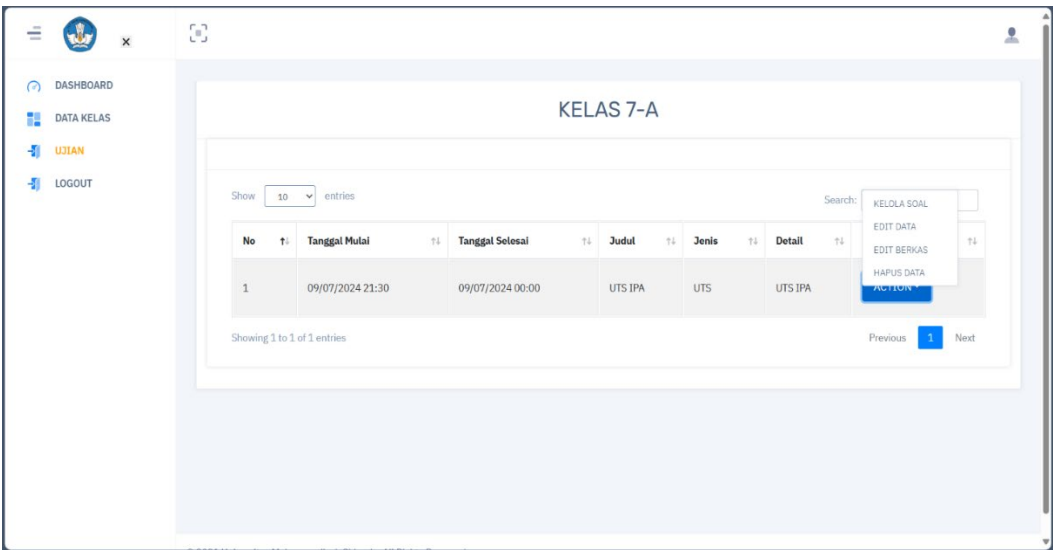 DASHBOARD
DATA KELAS
UJIAN
LOGOUT
KELAS 7-A
Show 10 entries
Search:
KELOLA SOAL
EDIT DATA
EDIT BERKAS
HAPUS DATA
No Tanggal Mulai Tanggal Selesai Judul Jenis Detail
1 09/07/2024 21:30 09/07/2024 00:00 UTS IPA UTS UTS IPA ACTION
Showing 1 to 1 of 1 entries
Previous 1 Next